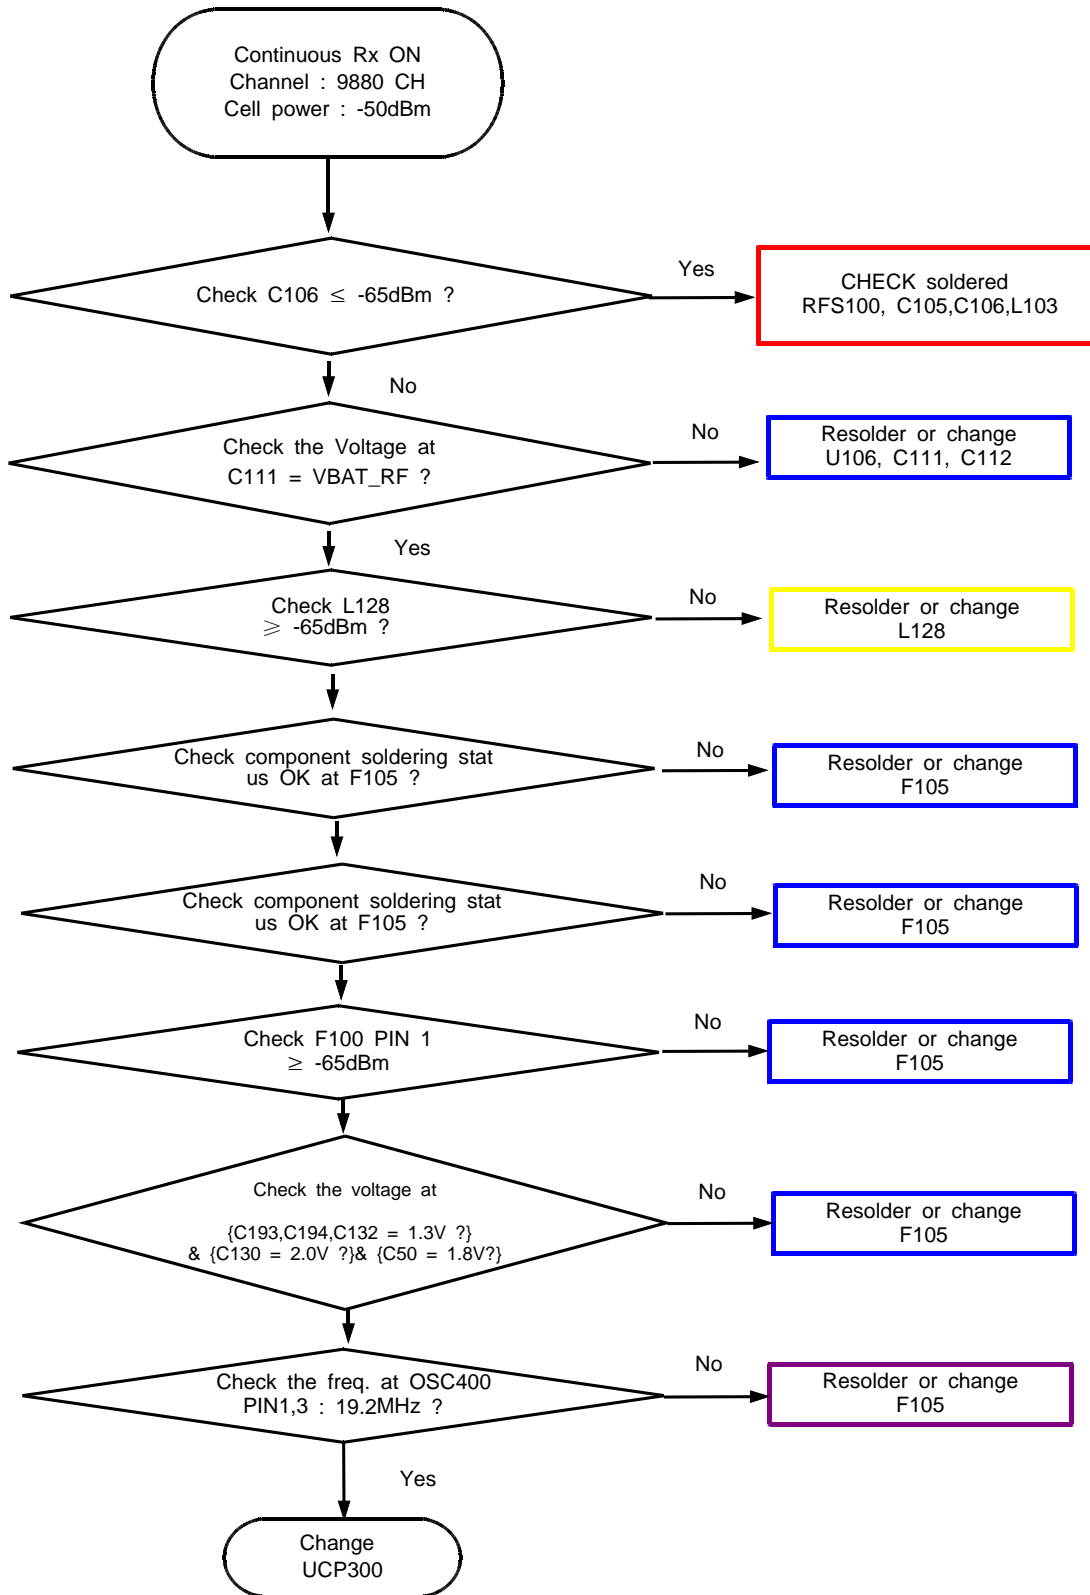 Continuous Rx ON
Channel : 9880 CH
Cell power : -50dBm
Check C106 ≤ -65dBm ?
Yes
CHECK soldered
RFS100, C105,C106,L103
No
Check the Voltage at
C111 = VBAT_RF ?
No
Resolder or change
U106, C111, C112
Yes
Check L128
≥ -65dBm ?
No
Resolder or change
L128
Check component soldering stat
us OK at F105 ?
No
Resolder or change
F105
Check component soldering stat
us OK at F105 ?
No
Resolder or change
F105
Check F100 PIN 1
≥ -65dBm
No
Resolder or change
F105
Check the voltage at
{C193,C194,C132 = 1.3V ?}
& {C130 = 2.0V ?}& {C50 = 1.8V?}
No
Resolder or change
F105
Check the freq. at OSC400
PIN1,3 : 19.2MHz ?
No
Resolder or change
F105
Yes
Change
UCP300